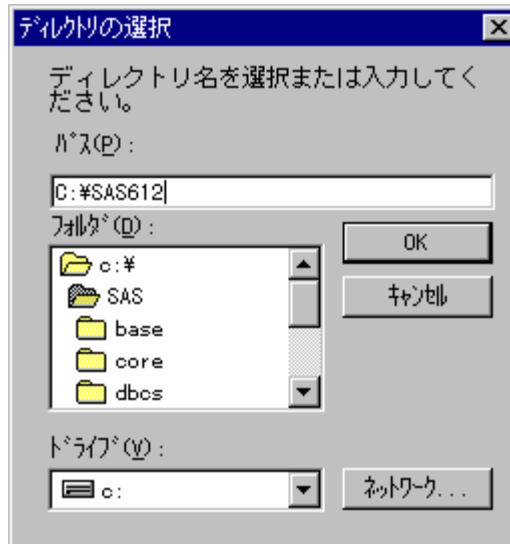 ディレクトリの選択
ディレクトリ名を選択または入力してく
ださい。
パス(P):
C:¥SAS612
フォルダ(D):
OK
c:¥
SAS
キャンセル
base
core
dbcs
ドライブ(V):
c:
ネットワーク...